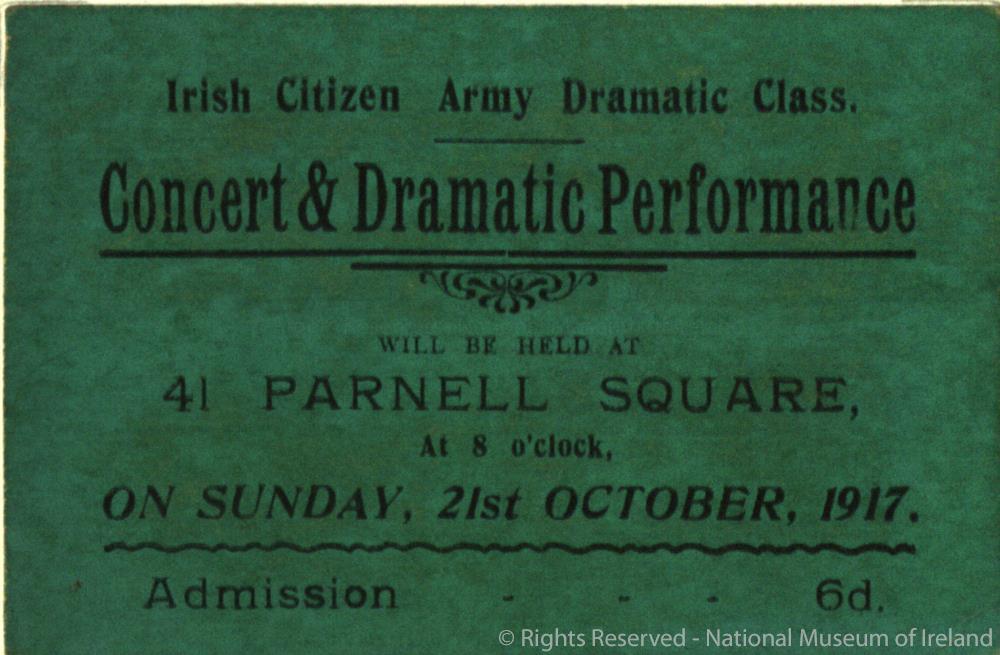 Irish Citizen Army Dramatic Class.
Concert & Dramatic Performance
WILL BE HELD AT
41 PARNELL SQUARE,
At 8 o'clock,
ON SUNDAY, 21st OCTOBER, 1917.
Admission - - - 6d.
© Rights Reserved - National Museum of Ireland